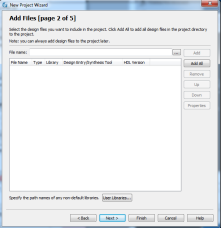 New Project Wizard
Add Files [page 2 of 5]
Select the design files you want to include in the project. Click Add All to add all design files in the project directory to the project.
Note: you can always add design files to the project later.
File name:
... Add
File Name Type Library Design Entry/Synthesis Tool HDL Version
Add All
Remove
Up
Down
Properties
Specify the path names of any non-default libraries. User Libraries...
< Back Next > Finish Cancel Help